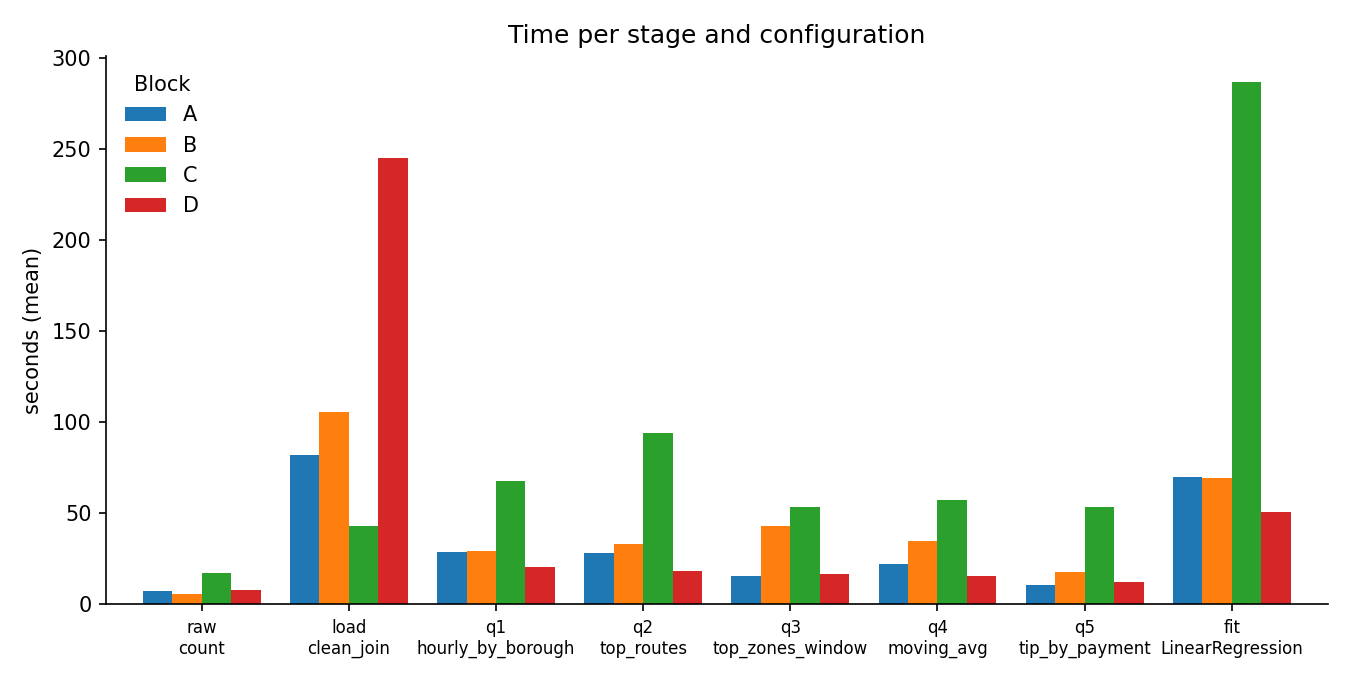 Time per stage and configuration
seconds (mean)
300
250
200
150
100
50
0
Block
A
B
C
D
raw
count
load
clean_join
q1
hourly_by_borough
q2
top_routes
q3
top_zones_window
q4
moving_avg
q5
tip_by_payment
fit
LinearRegression